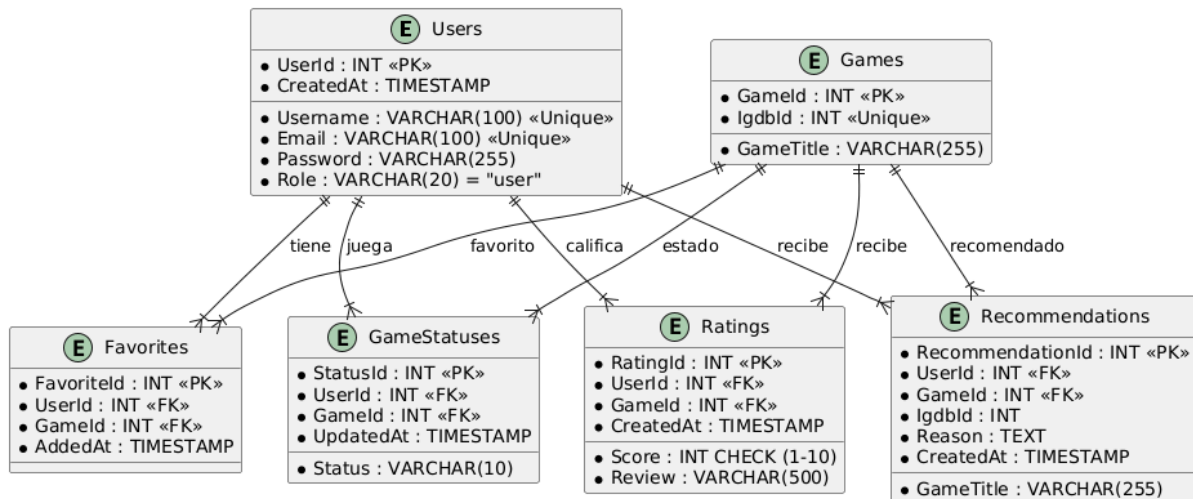 E Users
UserId : INT «PK»
CreatedAt : TIMESTAMP
Username : VARCHAR(100) «Unique»
Email : VARCHAR(100) «Unique»
Password : VARCHAR(255)
Role : VARCHAR(20) = "user"
E Games
GameId : INT «PK»
IgdbId : INT «Unique»
GameTitle : VARCHAR(255)
tiene
juega
favorito
califica
estado
recibe
recibe
recomendado
E Favorites
FavoriteId : INT «PK»
UserId : INT «FK»
GameId : INT «FK»
AddedAt : TIMESTAMP
E GameStatuses
StatusId : INT «PK»
UserId : INT «FK»
GameId : INT «FK»
UpdatedAt : TIMESTAMP
Status : VARCHAR(10)
E Ratings
RatingId : INT «PK»
UserId : INT «FK»
GameId : INT «FK»
CreatedAt : TIMESTAMP
Score : INT CHECK (1-10)
Review : VARCHAR(500)
E Recommendations
RecommendationId : INT «PK»
UserId : INT «FK»
GameId : INT «FK»
IgdbId : INT
Reason : TEXT
CreatedAt : TIMESTAMP
GameTitle : VARCHAR(255)